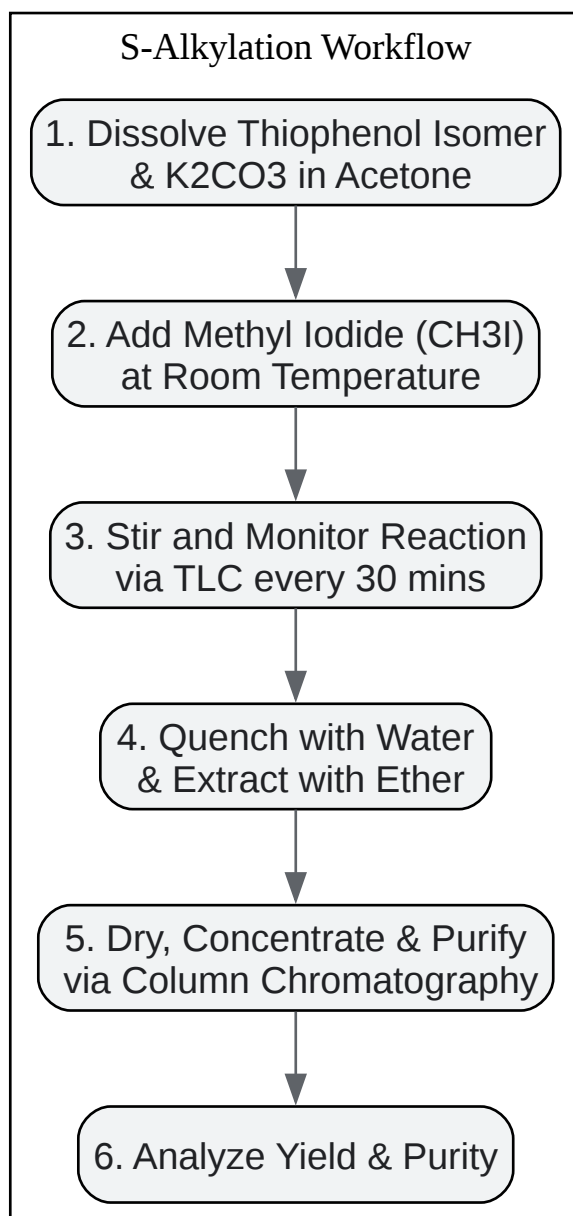 S-Alkylation Workflow
1. Dissolve Thiophenol Isomer
& K2CO3 in Acetone
2. Add Methyl Iodide (CH3I)
at Room Temperature
3. Stir and Monitor Reaction
via TLC every 30 mins
4. Quench with Water
& Extract with Ether
5. Dry, Concentrate & Purify
via Column Chromatography
6. Analyze Yield & Purity